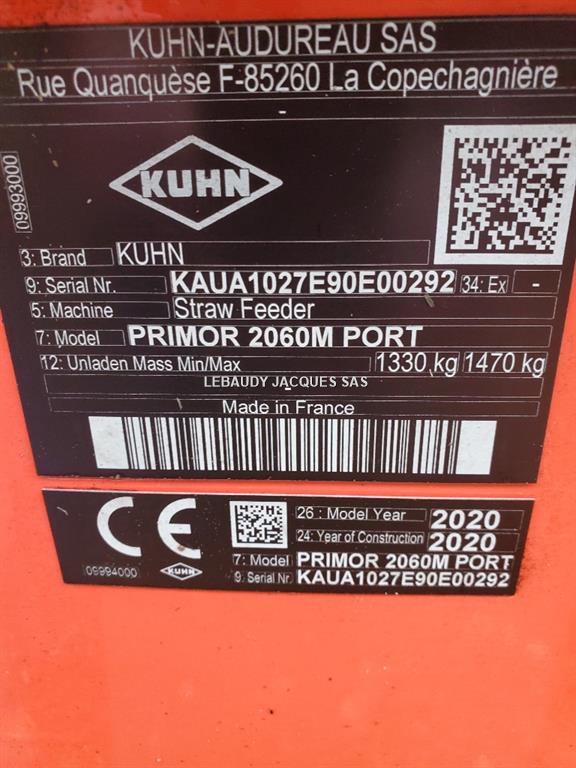 KUHN-AUDUREAU SAS
Rue Quanquèse F-85260 La Copechagnière
-
09993000
KUHN
3: Brand KUHN
9: Serial Nr. KAUA1027E90E00292 34: Ex -
5: Machine Straw Feeder
7: Model PRIMOR 2060M PORT
12: Unladen Mass Min/Max 1330 kg 1470 kg
LEBAUDY JACQUES SAS
-
Made in France
CE
26 : Model Year 2020
24: Year of Construction 2020
7: Model PRIMOR 2060M PORT
09994000 KUHN 9: Serial Nr. KAUA1027E90E00292